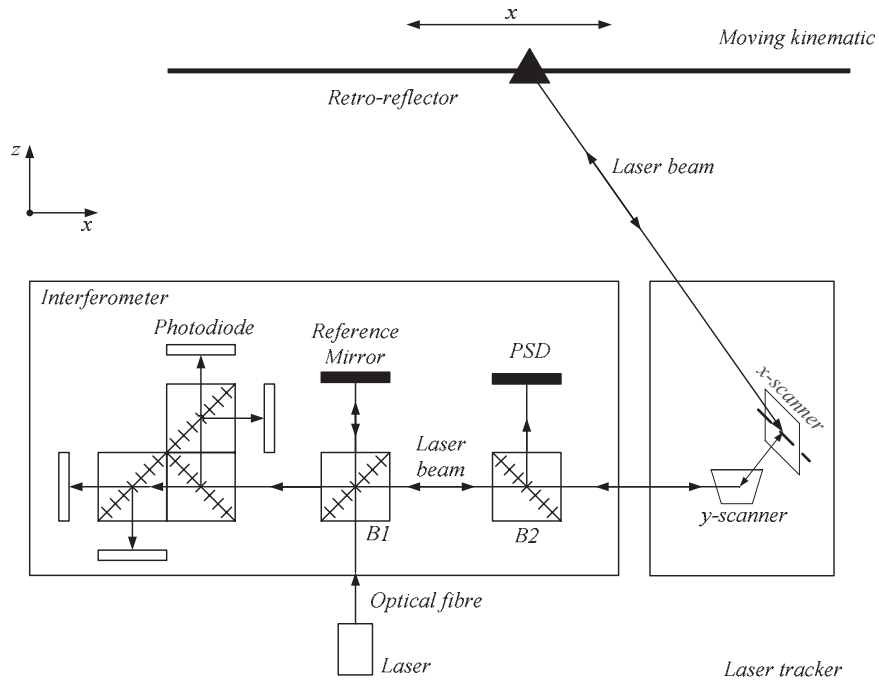 x
Moving kinematic
Retro-reflector
Laser beam
z
x
Interferometer
Photodiode
Reference
Mirror
PSD
x-scanner
Laser
beam
y-scanner
B1
B2
Optical fibre
Laser
Laser tracker